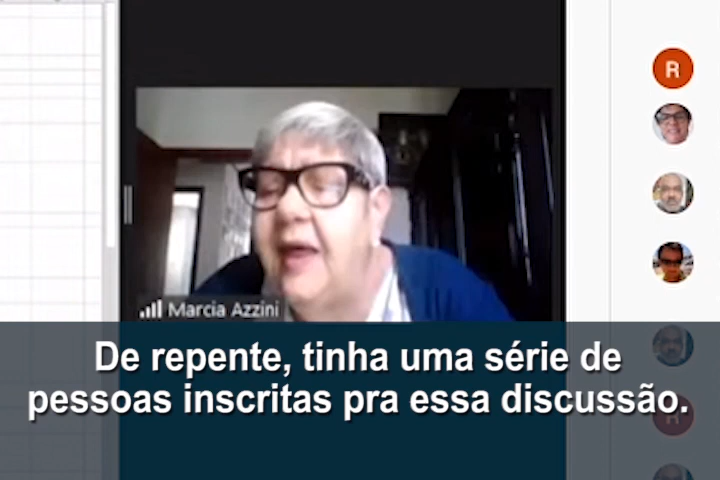 R
Marcia Azzini
De repente, tinha uma série de
pessoas inscritas pra essa discussão.
R